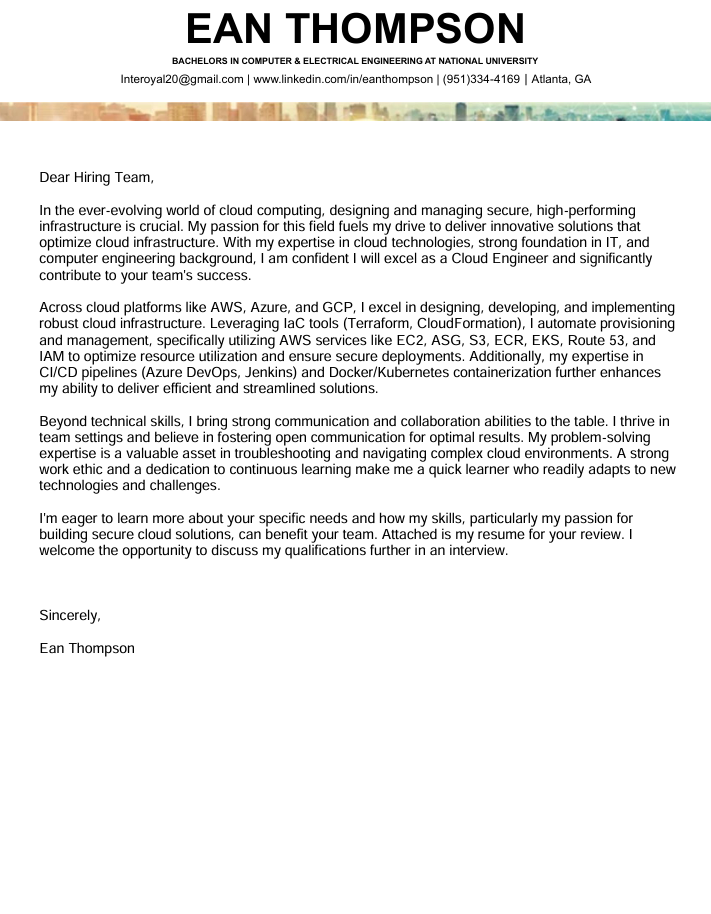 EAN THOMPSON
BACHELORS IN COMPUTER & ELECTRICAL ENGINEERING AT NATIONAL UNIVERSITY
Interoyal20@gmail.com | www.linkedin.com/in/eanthompson | (951)334-4169 | Atlanta, GA
Dear Hiring Team,
In the ever-evolving world of cloud computing, designing and managing secure, high-performing
infrastructure is crucial. My passion for this field fuels my drive to deliver innovative solutions that
optimize cloud infrastructure. With my expertise in cloud technologies, strong foundation in IT, and
computer engineering background, I am confident I will excel as a Cloud Engineer and significantly
contribute to your team's success.
Across cloud platforms like AWS, Azure, and GCP, I excel in designing, developing, and implementing
robust cloud infrastructure. Leveraging IaC tools (Terraform, CloudFormation), I automate provisioning
and management, specifically utilizing AWS services like EC2, ASG, S3, ECR, EKS, Route 53, and
IAM to optimize resource utilization and ensure secure deployments. Additionally, my expertise in
CI/CD pipelines (Azure DevOps, Jenkins) and Docker/Kubernetes containerization further enhances
my ability to deliver efficient and streamlined solutions.
Beyond technical skills, I bring strong communication and collaboration abilities to the table. I thrive in
team settings and believe in fostering open communication for optimal results. My problem-solving
expertise is a valuable asset in troubleshooting and navigating complex cloud environments. A strong
work ethic and a dedication to continuous learning make me a quick learner who readily adapts to new
technologies and challenges.
I'm eager to learn more about your specific needs and how my skills, particularly my passion for
building secure cloud solutions, can benefit your team. Attached is my resume for your review. I
welcome the opportunity to discuss my qualifications further in an interview.
Sincerely,
Ean Thompson